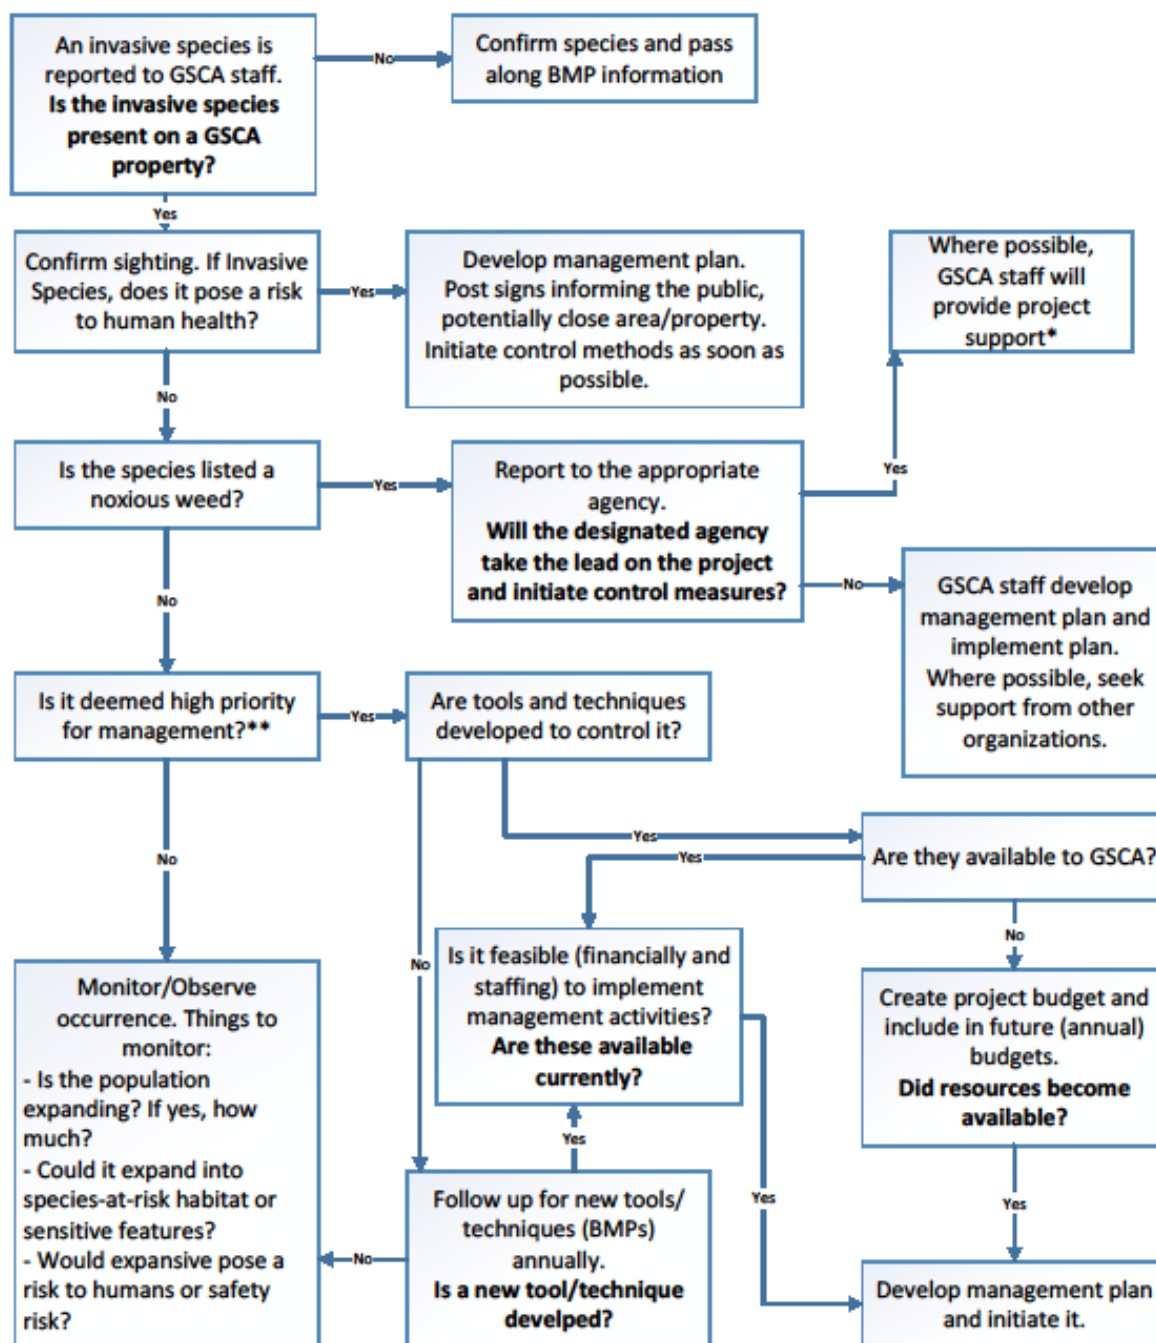 An invasive species is
reported to GSCA staff.
Is the invasive species
present on a GSCA
property?
No
Confirm species and pass
along BMP information
Yes
Confirm sighting. If Invasive
Species, does it pose a risk
to human health?
Yes
Develop management plan.
Post signs informing the public,
potentially close area/property.
Initiate control methods as soon as
possible.
Where possible,
GSCA staff will
provide project
support*
No
Is the species listed a
noxious weed?
Yes
Report to the appropriate
agency.
Will the designated agency
take the lead on the project
and initiate control measures?
Yes
No
GSCA staff develop
management plan and
implement plan.
Where possible, seek
support from other
organizations.
No
Is it deemed high priority
for management?**
Yes
Are tools and techniques
developed to control it?
Yes
Are they available to GSCA?
Yes
No
No
No
Is it feasible (financially and
staffing) to implement
management activities?
Are these available
currently?
Create project budget and
include in future (annual)
budgets.
Did resources become
available?
Monitor/Observe
occurrence. Things to
monitor:
- Is the population
expanding? If yes, how
much?
- Could it expand into
species-at-risk habitat or
sensitive features?
- Would expansive pose a
risk to humans or safety
risk?
Yes
Follow up for new tools/
techniques (BMPs)
annually.
Is a new tool/technique
develped?
No
Yes
Yes
Develop management plan
and initiate it.